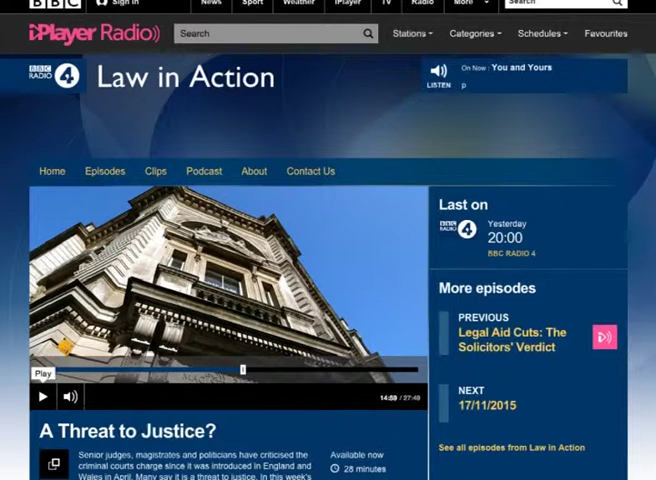 BBC Sign in News Sport Weather iPlayer TV Radio More Search
iPlayer Radio Search Stations Categories Schedules Favourites
BBC RADIO 4 Law in Action
LISTEN On Now : You and Yours
p
Home Episodes Clips Podcast About Contact Us
Last on
BBC RADIO 4
Yesterday
20:00
BBC RADIO 4
More episodes
PREVIOUS
Legal Aid Cuts: The
Solicitors' Verdict
NEXT
17/11/2015
See all episodes from Law in Action
Play
14:59 / 27:49
A Threat to Justice?
Senior judges, magistrates and politicians have criticised the
criminal courts charge since it was introduced in England and
Wales in April. Many say it is a threat to justice. In this week's
Available now
28 minutes